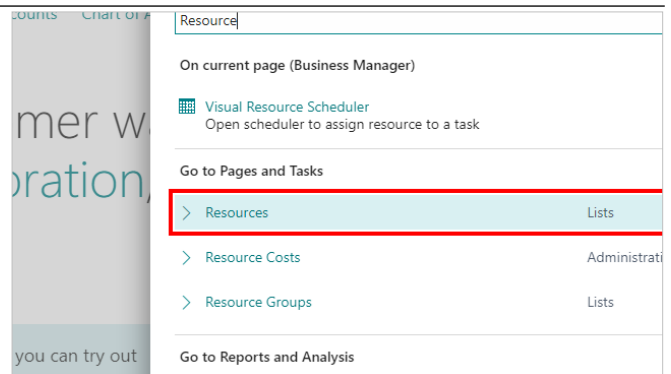 counts Chart of A
Resource
On current page (Business Manager)
mer w
Visual Resource Scheduler
Open scheduler to assign resource to a task
oration,
Go to Pages and Tasks
Resources Lists
Resource Costs Administrati
Resource Groups Lists
you can try out
Go to Reports and Analysis